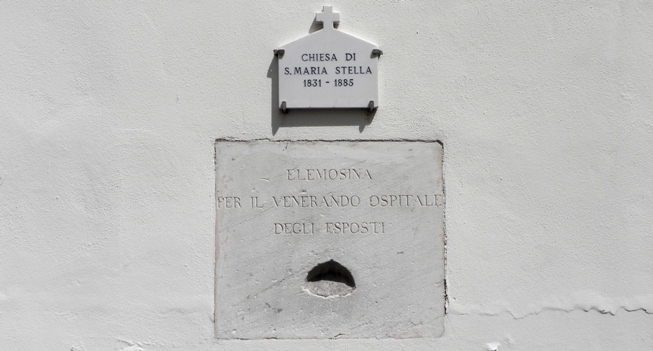 CHIESA DI
S.MARIA STELLA
1831 - 1885
ELEMOSINA
PER IL VENERANDO OSPITALE
DEGLI ESPOSTI